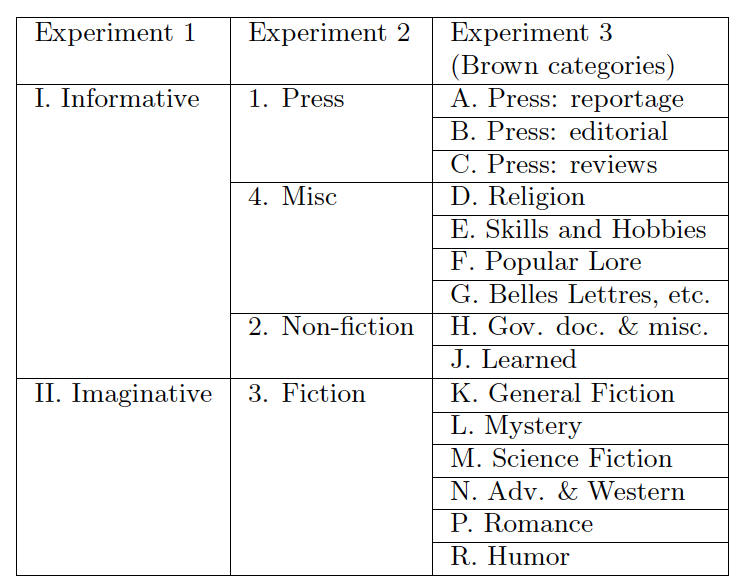 Experiment 1 Experiment 2 Experiment 3
(Brown categories)
I. Informative 1. Press A. Press: reportage
B. Press: editorial
C. Press: reviews
4. Misc D. Religion
E. Skills and Hobbies
F. Popular Lore
G. Belles Lettres, etc.
2. Non-fiction H. Gov. doc. & misc.
J. Learned
II. Imaginative 3. Fiction K. General Fiction
L. Mystery
M. Science Fiction
N. Adv. & Western
P. Romance
R. Humor